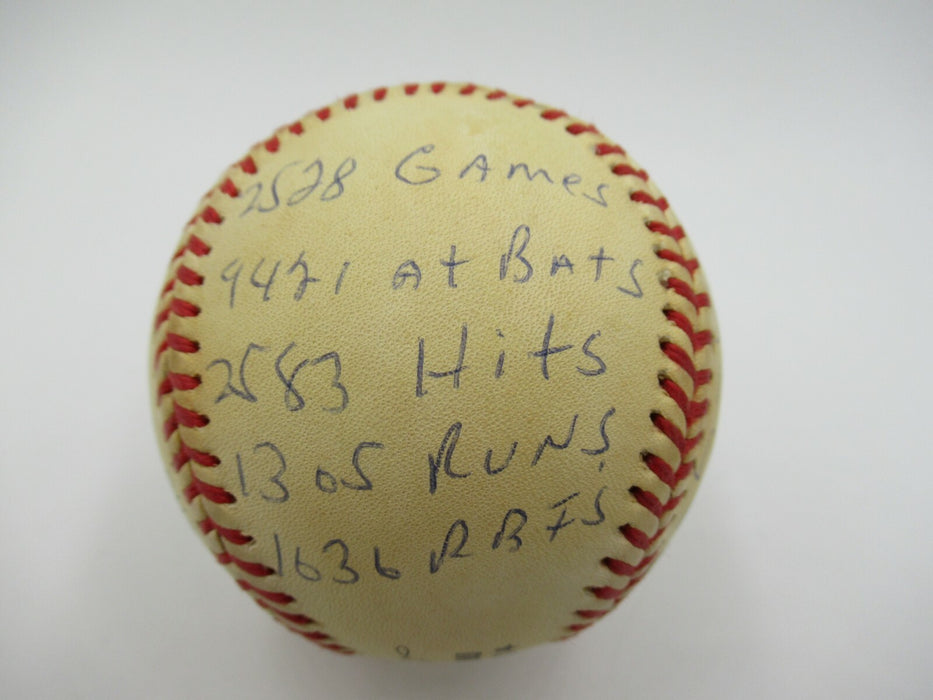 2528 Games
9421 At Bats
2583 Hits
1305 RUNS
1636 RBIS